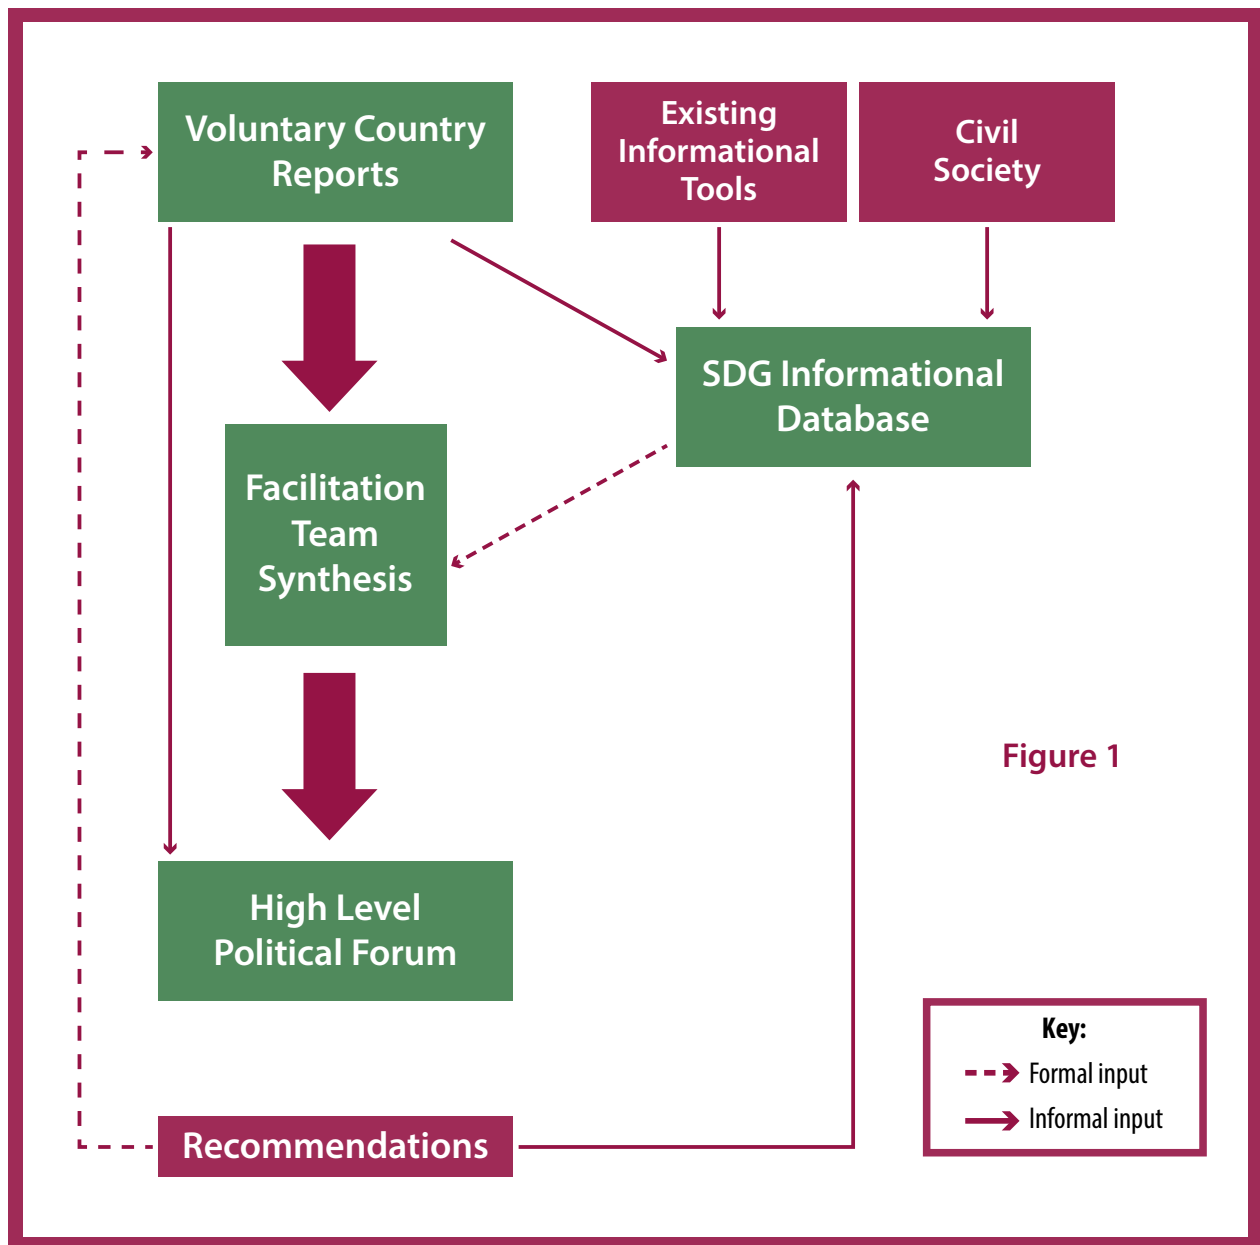 Voluntary Country
Reports
Existing
Informational
Tools
Civil
Society
SDG Informational
Database
Facilitation
Team
Synthesis
High Level
Political Forum
Recommendations
Figure 1
Key:
Formal input
Informal input